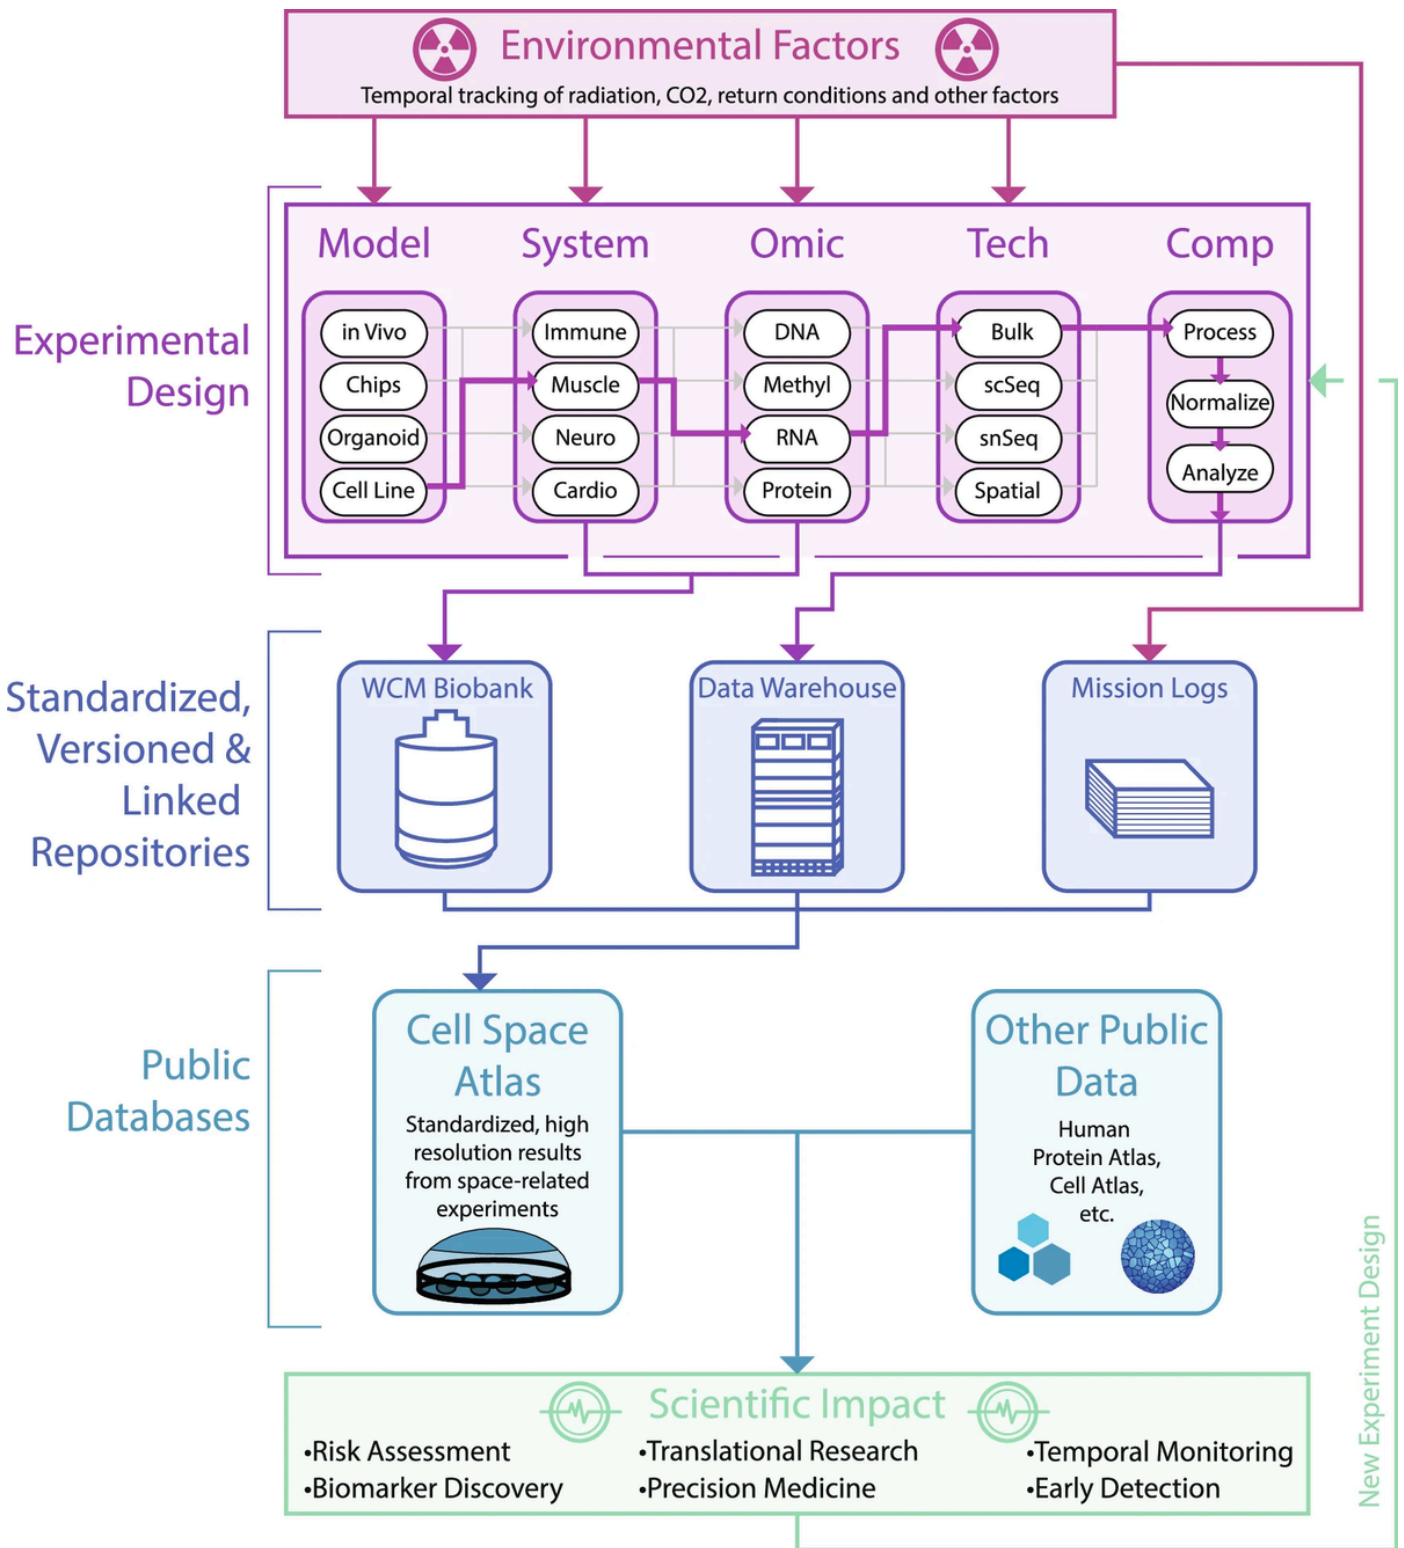 Environmental Factors
Temporal tracking of radiation, CO2, return conditions and other factors
Experimental
Design
Model
in Vivo
Chips
Organoid
Cell Line
System
Immune
Muscle
Neuro
Cardio
Omic
DNA
Methyl
RNA
Protein
Tech
Bulk
scSeq
snSeq
Spatial
Comp
Process
Normalize
Analyze
Standardized,
Versioned &
Linked
Repositories
WCM Biobank
Data Warehouse
Mission Logs
Public
Databases
Cell Space
Atlas
Standardized, high
resolution results
from space-related
experiments
Other Public
Data
Human
Protein Atlas,
Cell Atlas,
etc.
Scientific Impact
•Risk Assessment
•Biomarker Discovery
•Translational Research
•Precision Medicine
•Temporal Monitoring
•Early Detection
New Experiment Design